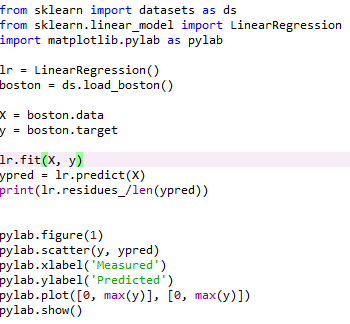 from sklearn import datasets as ds
from sklearn.linear_model import LinearRegression
import matplotlib.pylab as pylab
lr = LinearRegression()
boston = ds.load_boston()
X = boston.data
y = boston.target
lr.fit(X, y)
ypred = lr.predict(X)
print(lr.residues_/len(ypred))
pylab.figure(1)
pylab.scatter(y, ypred)
pylab.xlabel('Measured')
pylab.ylabel('Predicted')
pylab.plot([0, max(y)], [0, max(y)])
pylab.show()